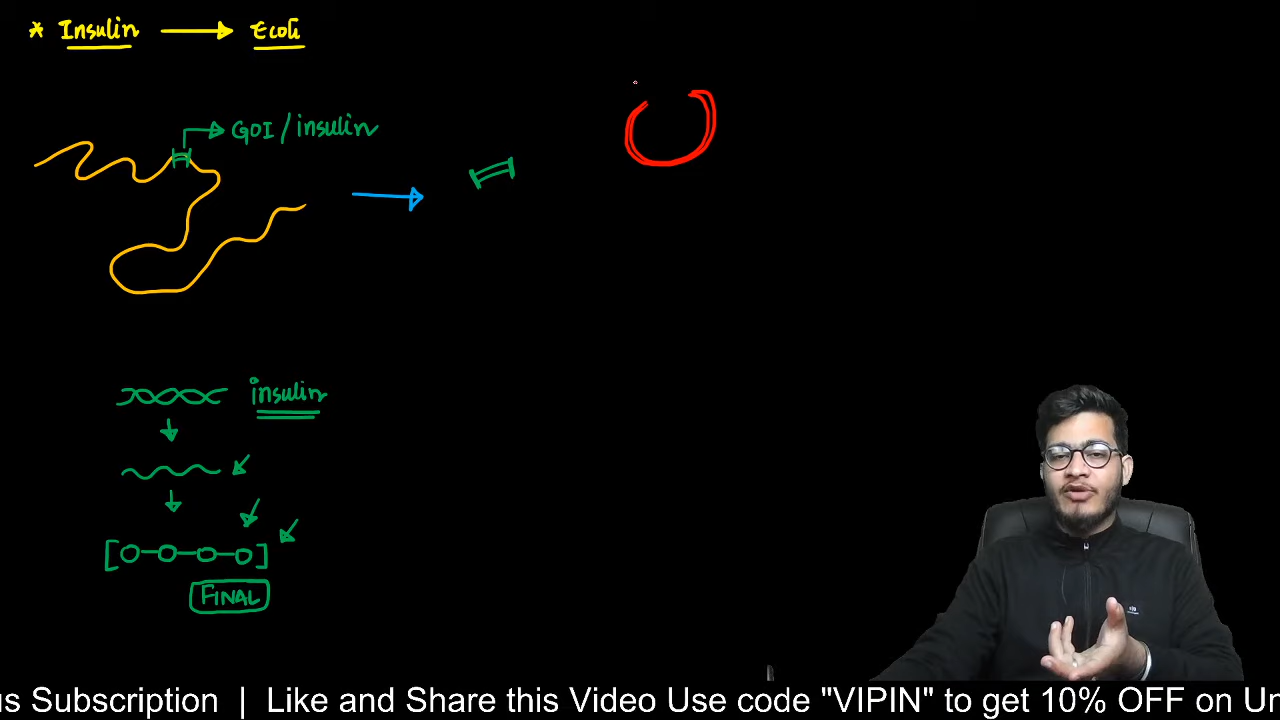 * Insulin → Ecoli
GOI/insulin
insulin
FINAL
us Subscription | Like and Share this Video Use code "VIPIN" to get 10% OFF on Un